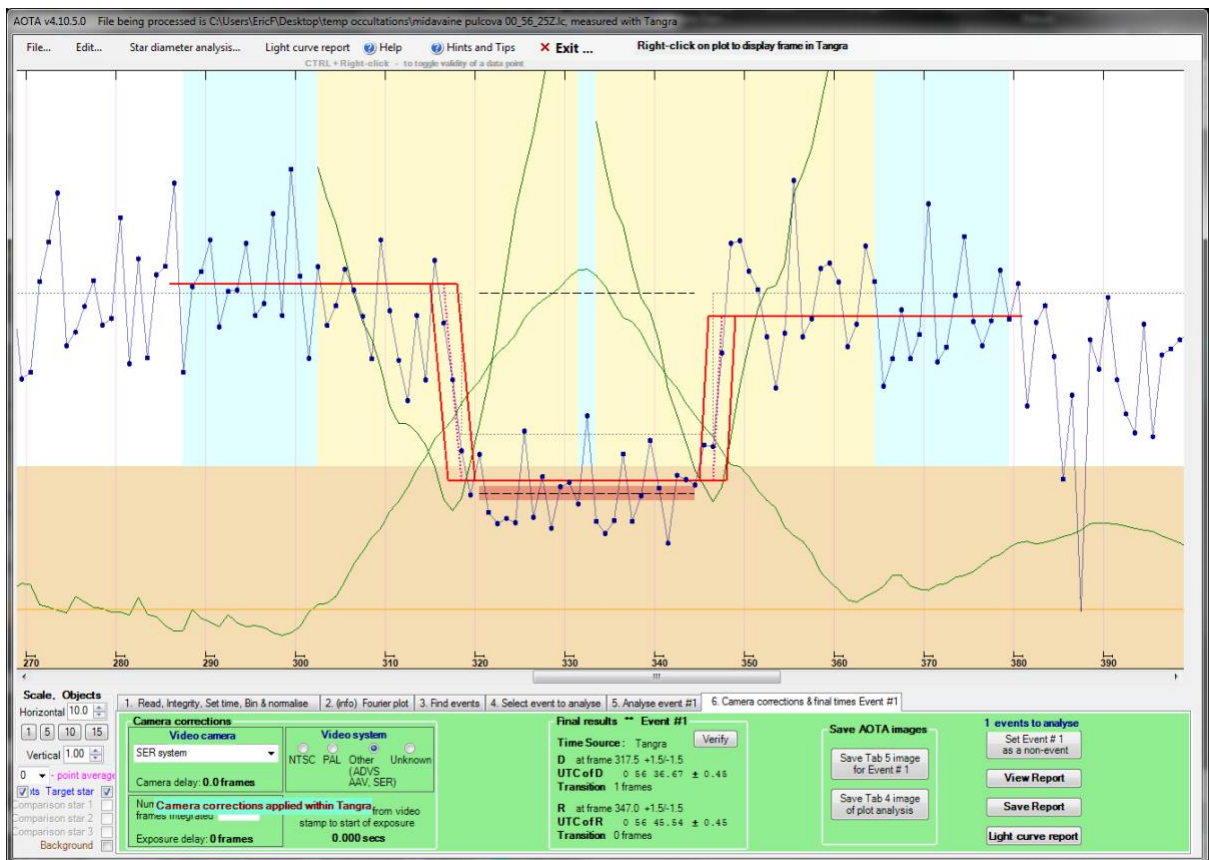 AOTA v4.10.5.0 File being processed is C:\Users\EricF\Desktop\temp occultations\midavaine pulcova 00_56_25Z.lc, measured with Tangra
File... Edit... Star diameter analysis... Light curve report Help Hints and Tips Exit ... Right-click on plot to display frame in Tangra
CTRL + Right-click - to toggle validity of a data point
270 280 290 300 310 320 330 340 350 360 370 380 390
Scale, Objects
Horizontal 10.0
1 5 10 15
Vertical 1.00
0 - point average
Target star
Comparison star 1
Comparison star 2
Comparison star 3
Background
1. Read, Integrity, Set time, Bin & normalise 2. (info) Fourier plot 3. Find events 4. Select event to analyse 5. Analyse event #1 6. Camera corrections & final times Event #1
Camera corrections
Video camera
SER system
Camera delay: 0.0 frames
Video system
NTSC PAL Other Unknown
(ADVS
AAV, SER)
Camera corrections applied within Tangra
frames integrated
from video
stamp to start of exposure
Exposure delay: 0 frames 0.000 secs
Final results ** Event #1
Time Source: Tangra Verify
D at frame 317.5 +1.5/-1.5
UTC of D 0 56 36.67 ± 0.45
Transition 1 frames
R at frame 347.0 +1.5/-1.5
UTC of R 0 56 45.54 ± 0.45
Transition 0 frames
Save AOTA images
Save Tab 5 image
for Event # 1
Save Tab 4 image
of plot analysis
1 events to analyse
Set Event # 1
as a non-event
View Report
Save Report
Light curve report